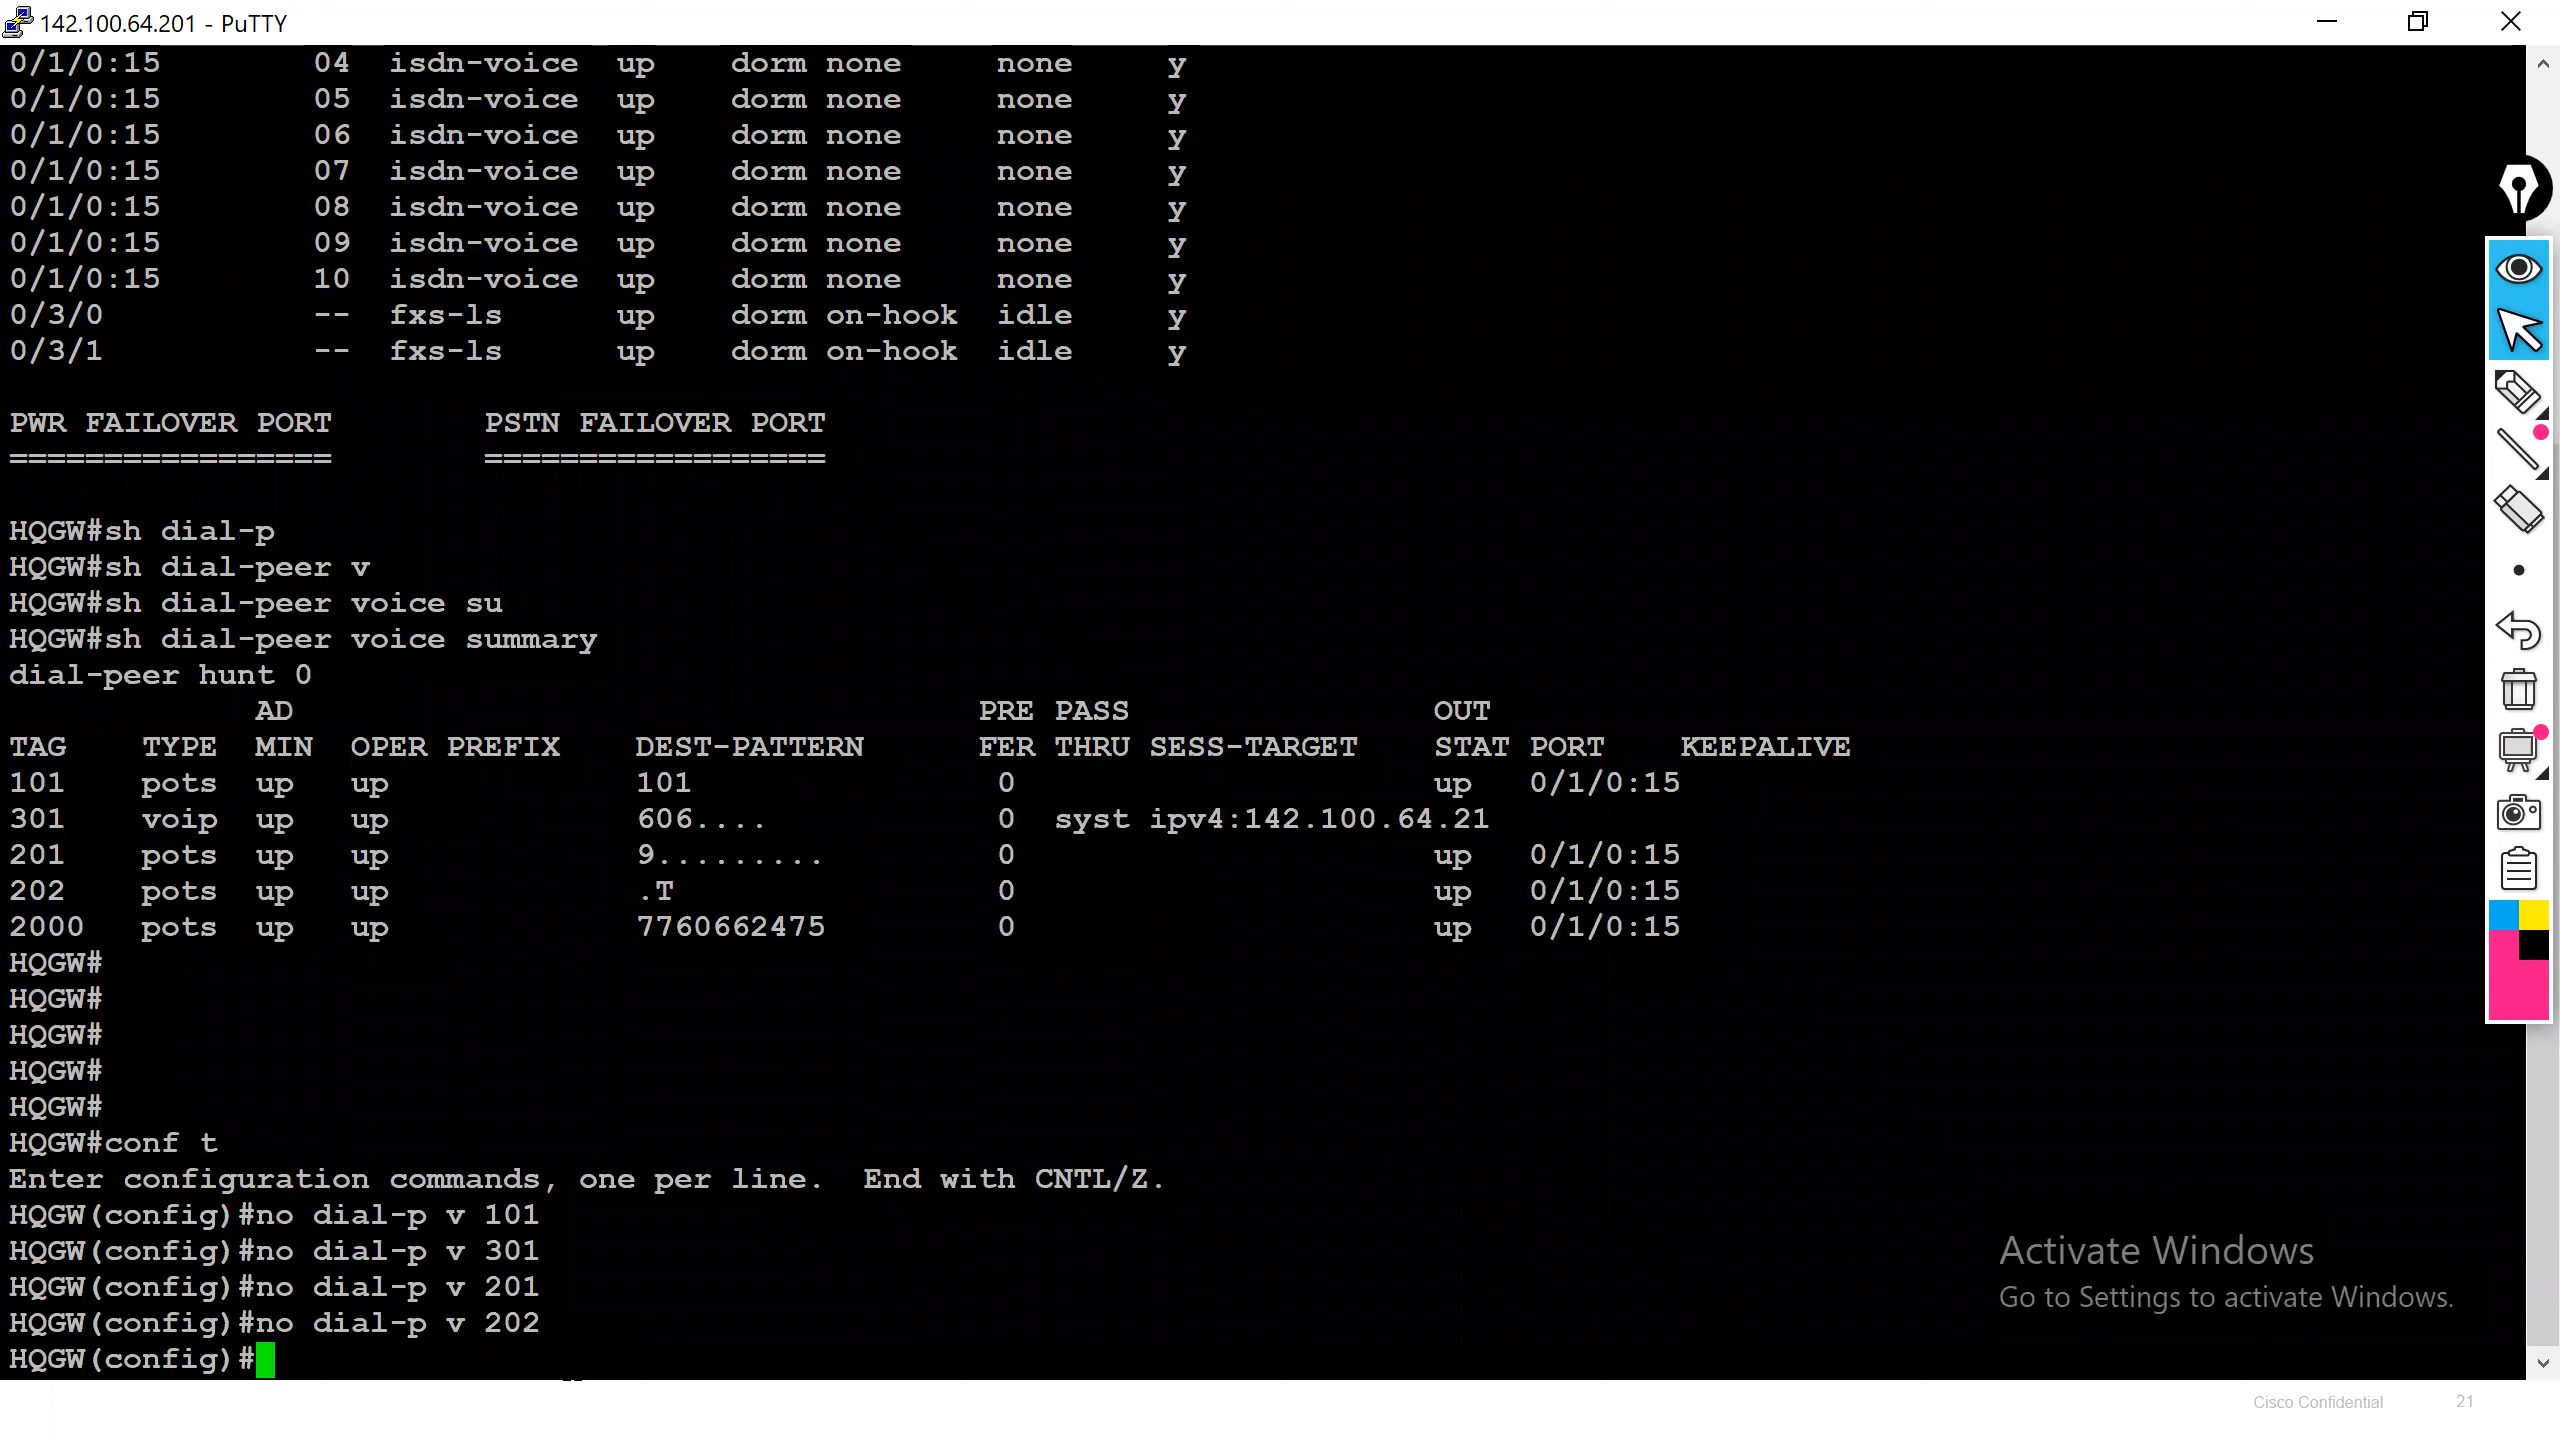 142.100.64.201 - PuTTY
0/1/0:15 04 isdn-voice up dorm none none y
0/1/0:15 05 isdn-voice up dorm none none y
0/1/0:15 06 isdn-voice up dorm none none y
0/1/0:15 07 isdn-voice up dorm none none y
0/1/0:15 08 isdn-voice up dorm none none y
0/1/0:15 09 isdn-voice up dorm none none y
0/1/0:15 10 isdn-voice up dorm none none y
0/3/0 -- fxs-ls up dorm on-hook idle y
0/3/1 -- fxs-ls up dorm on-hook idle y
PWR FAILOVER PORT PSTN FAILOVER PORT
================= ==================
HQGW#sh dial-p
HQGW#sh dial-peer v
HQGW#sh dial-peer voice su
HQGW#sh dial-peer voice summary
dial-peer hunt 0
AD PRE PASS OUT
TAG TYPE MIN OPER PREFIX DEST-PATTERN FER THRU SESS-TARGET STAT PORT KEEPALIVE
101 pots up up 101 0 up 0/1/0:15
301 voip up up 606.... 0 syst ipv4:142.100.64.21
201 pots up up 9......... 0 up 0/1/0:15
202 pots up up .T 0 up 0/1/0:15
2000 pots up up 7760662475 0 up 0/1/0:15
HQGW#
HQGW#
HQGW#
HQGW#
HQGW#
HQGW#conf t
Enter configuration commands, one per line. End with CNTL/Z.
HQGW(config)#no dial-p v 101
HQGW(config)#no dial-p v 301
HQGW(config)#no dial-p v 201
HQGW(config)#no dial-p v 202
HQGW(config)#
Activate Windows
Go to Settings to activate Windows.
Cisco Confidential 21